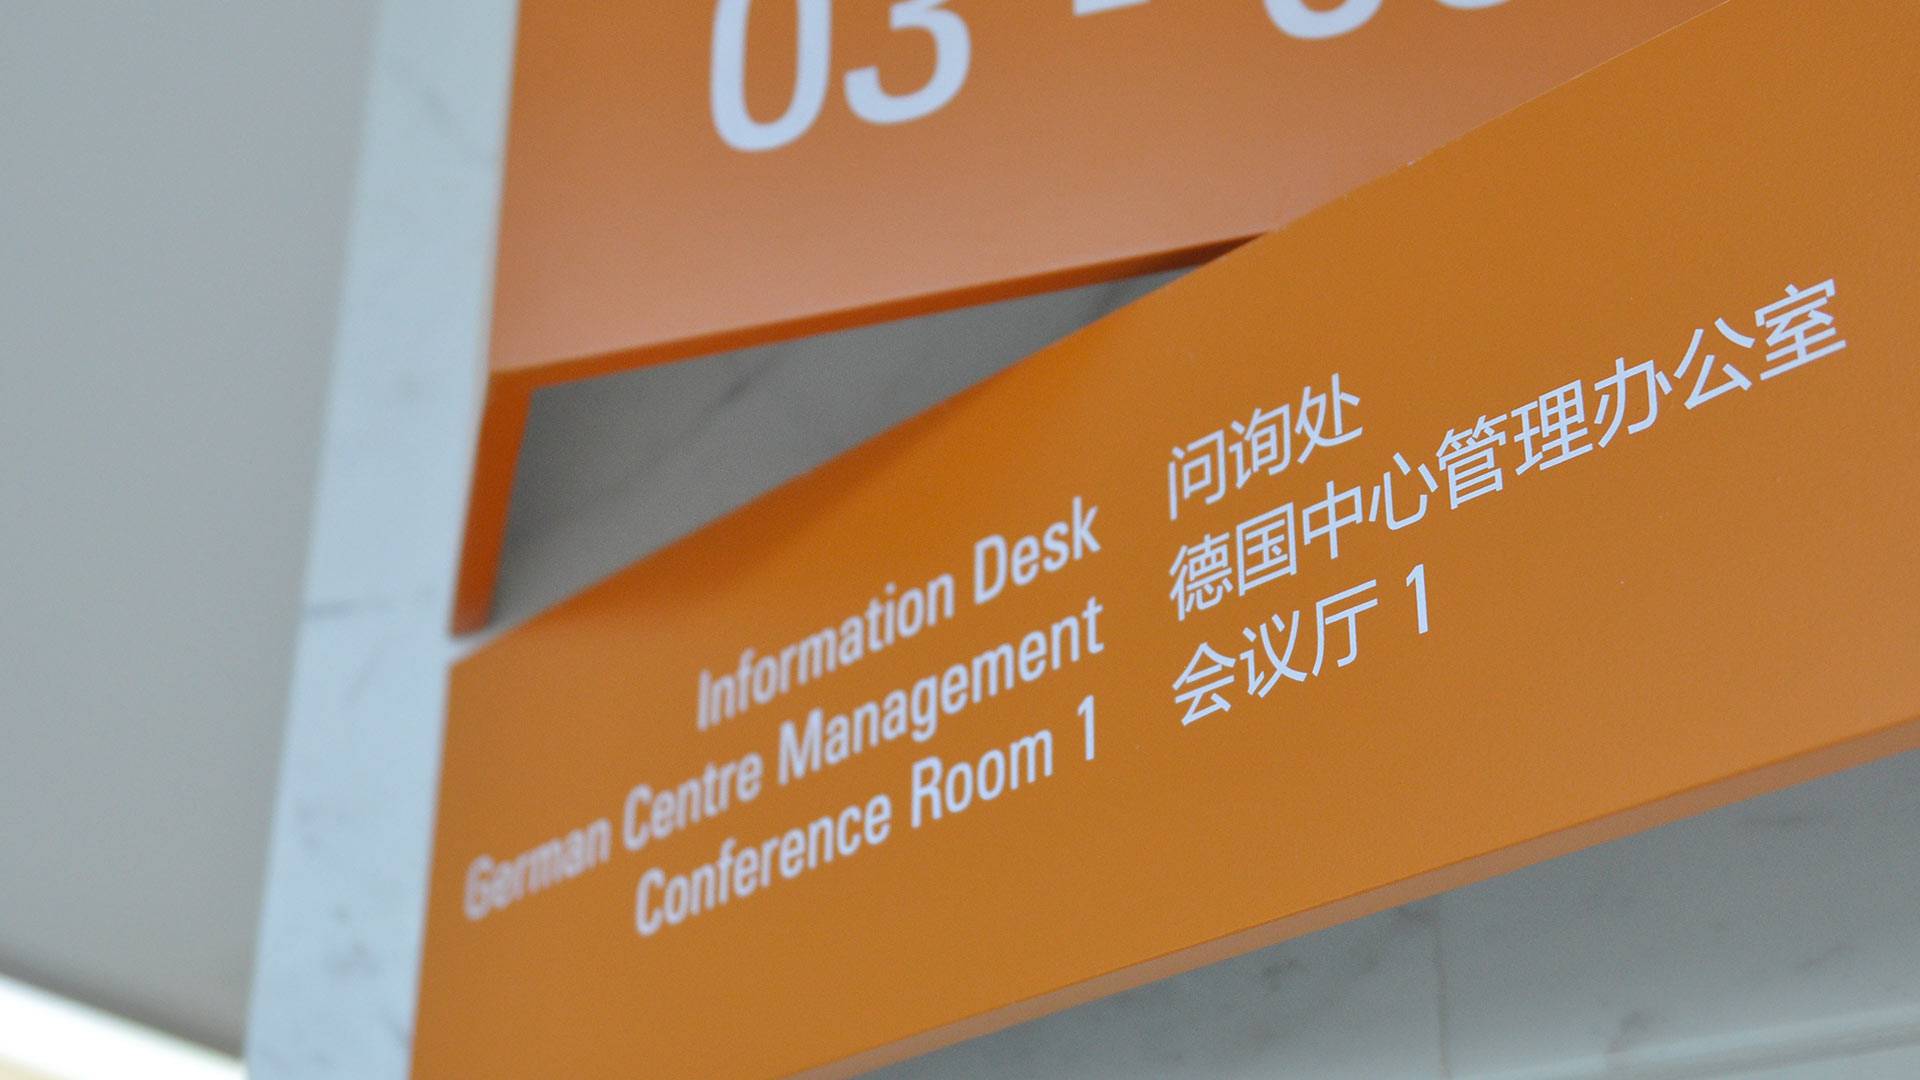 03 -
Information Desk 问询处
German Centre Management 德国中心管理办公室
Conference Room 1 会议厅 1